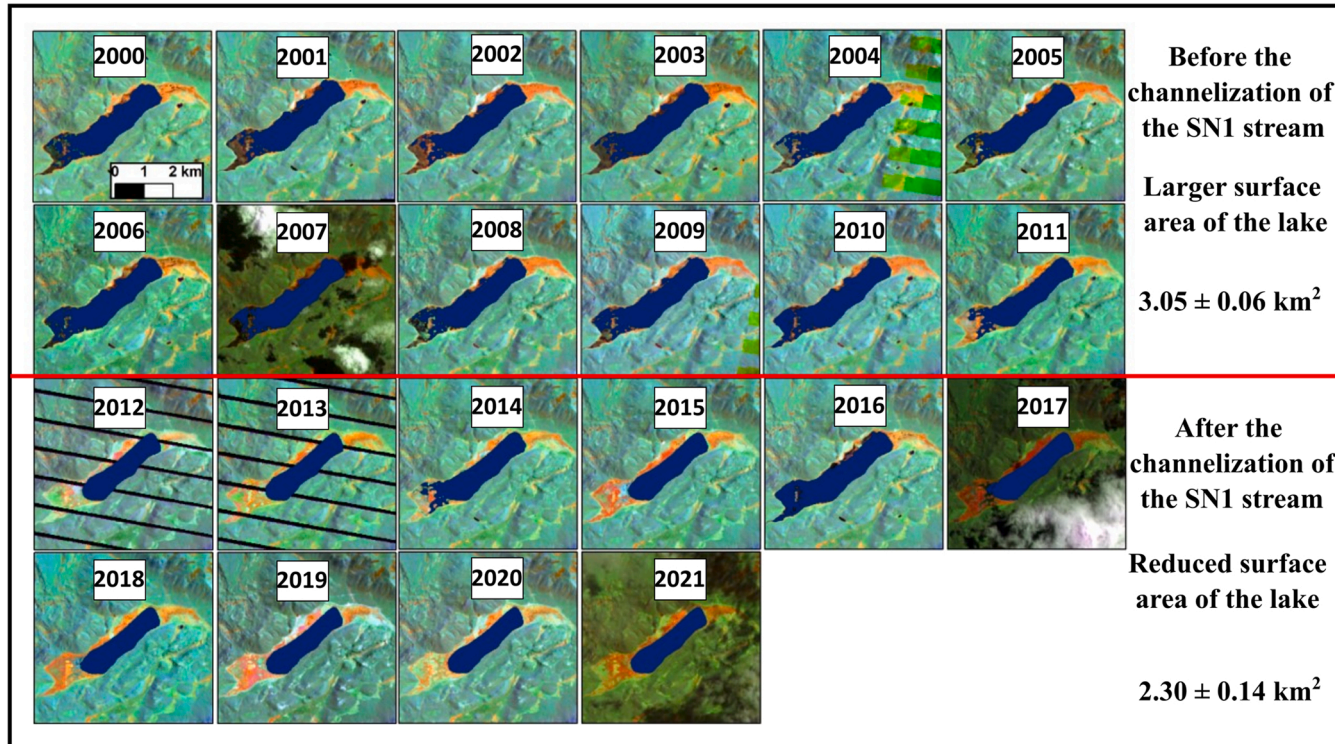 2000 2001 2002 2003 2004 2005
Before the
channelization of
the SN1 stream
0 1 2 km
Larger surface
area of the lake
2006 2007 2008 2009 2010 2011
3.05 ± 0.06 km²
2012 2013 2014 2015 2016 2017
After the
channelization of
the SN1 stream
2018 2019 2020 2021
Reduced surface
area of the lake
2.30 ± 0.14 km²